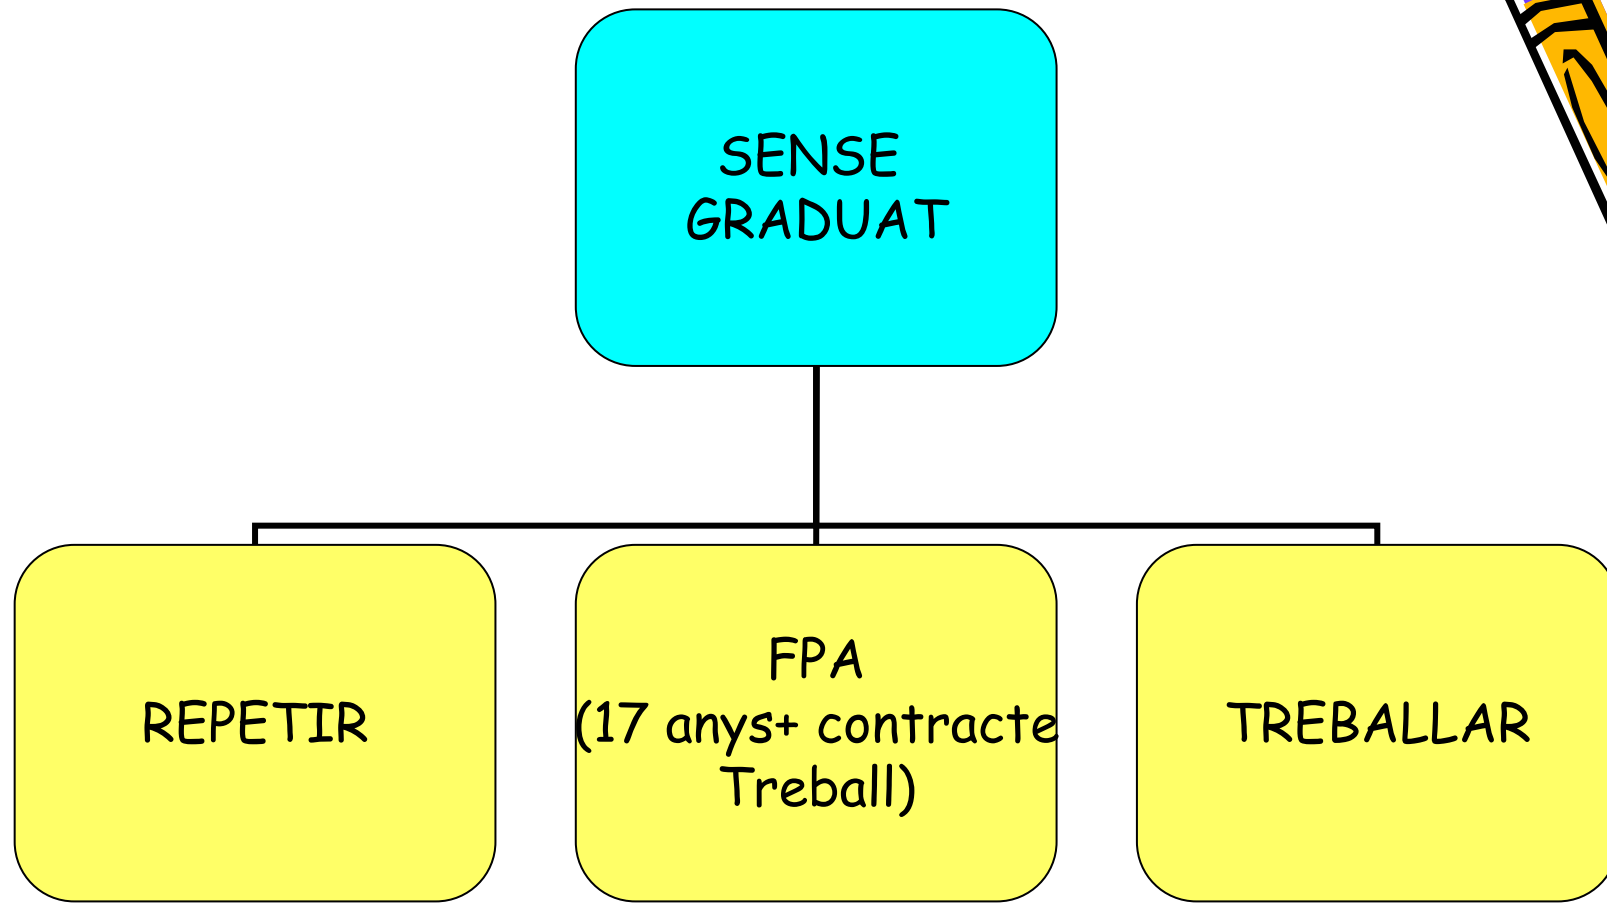 SENSE
GRADUAT
REPETIR
FPA
(17 anys+ contracte
Treball)
TREBALLAR